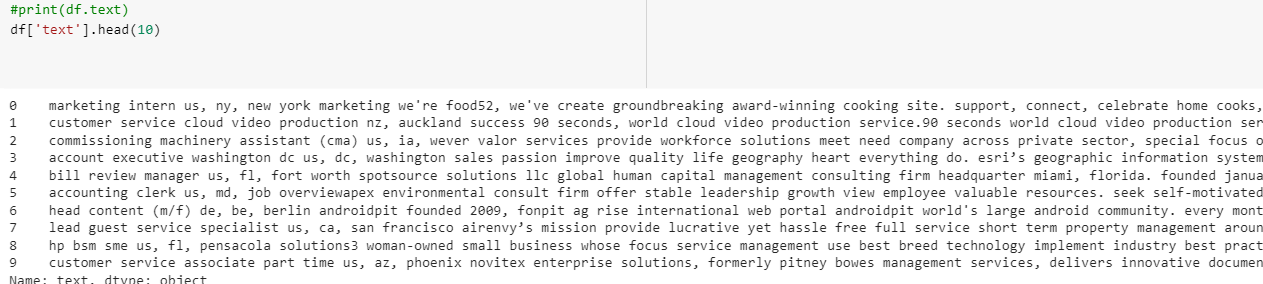 #print(df.text)
df['text'].head(10)
0 marketing intern us, ny, new york marketing we're food52, we've create groundbreaking award-winning cooking site. support, connect, celebrate home cooks,
1 customer service cloud video production nz, auckland success 90 seconds, world cloud video production service.90 seconds world cloud video production ser
2 commissioning machinery assistant (cma) us, ia, wever valor services provide workforce solutions meet need company across private sector, special focus o
3 account executive washington dc us, dc, washington sales passion improve quality life geography heart everything do. esri’s geographic information system
4 bill review manager us, fl, fort worth spotsource solutions llc global human capital management consulting firm headquarter miami, florida. founded janua
5 accounting clerk us, md, job overviewapex environmental consult firm offer stable leadership growth view employee valuable resources. seek self-motivated
6 head content (m/f) de, be, berlin androidpit founded 2009, fonpit ag rise international web portal androidpit world's large android community. every mont
7 lead guest service specialist us, ca, san francisco airenvy’s mission provide lucrative yet hassle free full service short term property management aroun
8 hp bsm sme us, fl, pensacola solutions3 woman-owned small business whose focus service management use best breed technology implement industry best pract
9 customer service associate part time us, az, phoenix novitex enterprise solutions, formerly pitney bowes management services, delivers innovative documen
Name: text, dtype: object